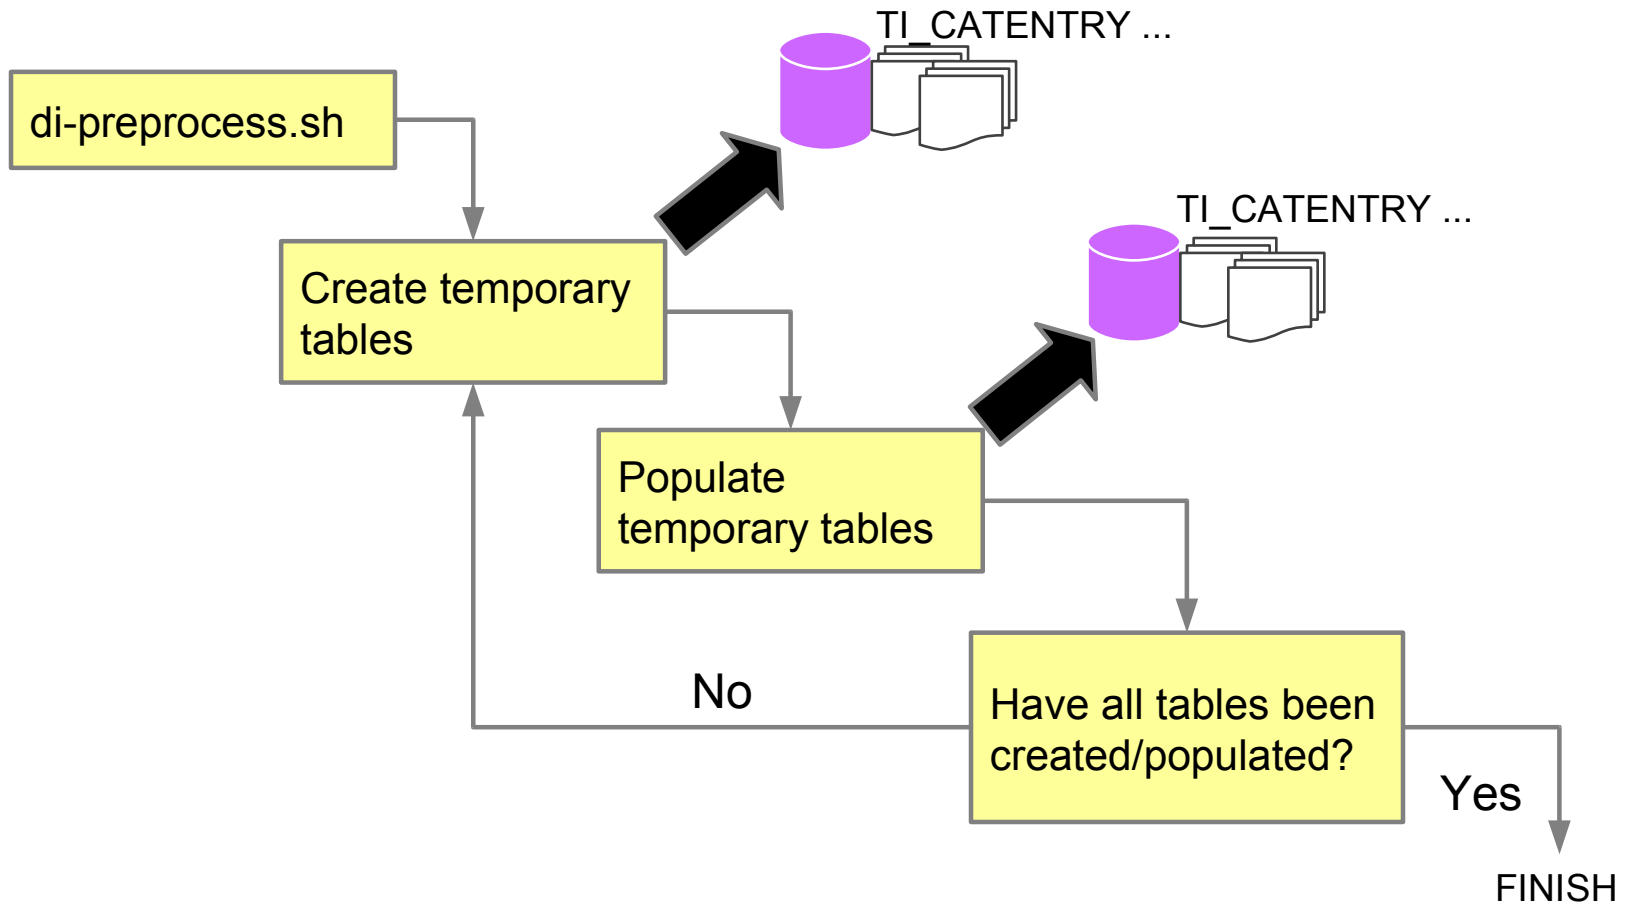 TI_CATENTRY ...
di-preprocess.sh
TI_CATENTRY ...
Create temporary
tables
Populate
temporary tables
No
Have all tables been
created/populated?
Yes
FINISH